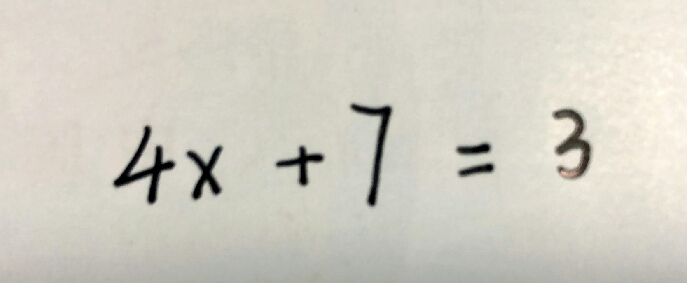 4x + 7 = 3